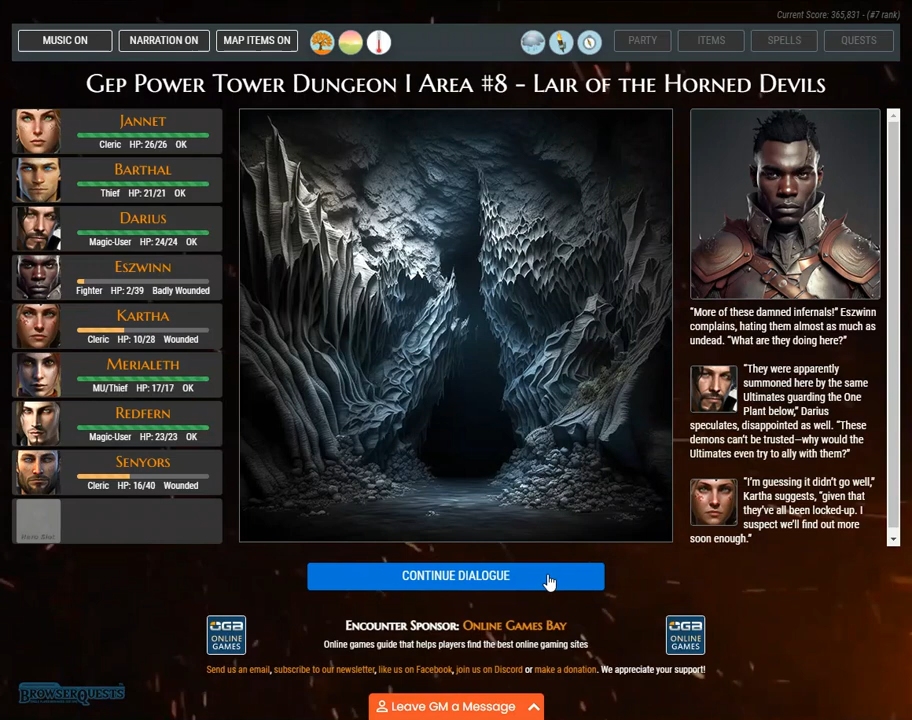 Current Score: 365,831 - (#7 rank)
MUSIC ON
NARRATION ON
MAP ITEMS ON
PARTY
ITEMS
SPELLS
QUESTS
Gep Power Tower Dungeon | Area #8 - Lair of the Horned Devils
Jannet
Cleric HP: 26/26 OK
Barthal
Thief HP: 21/21 OK
Darius
Magic-User HP: 24/24 OK
Eszwinn
Fighter HP: 2/39 Badly Wounded
Kartha
Cleric HP: 10/28 Wounded
Merialeth
MU/Thief HP: 17/17 OK
Redfern
Magic-User HP: 23/23 OK
Senyors
Cleric HP: 16/40 Wounded
"More of these damned infernals!" Eszwinn
complains, hating them almost as much as
undead. "What are they doing here?"
"They were apparently
summoned here by the same
Ultimates guarding the One
Plant below," Darius
speculates, disappointed as well. "These
demons can't be trusted—why would the
Ultimates even try to ally with them?"
"I'm guessing it didn't go well,"
Kartha suggests, "given that
they've all been locked-up. I
suspect we'll find out more
soon enough."
CONTINUE DIALOGUE
OGB
ONLINE
GAMES
Encounter Sponsor: Online Games Bay
Online games guide that helps players find the best online gaming sites
OGB
ONLINE
GAMES
Send us an email, subscribe to our newsletter, like us on Facebook, join us on Discord or make a donation. We appreciate your support!
BrowserQuests
Leave GM a Message